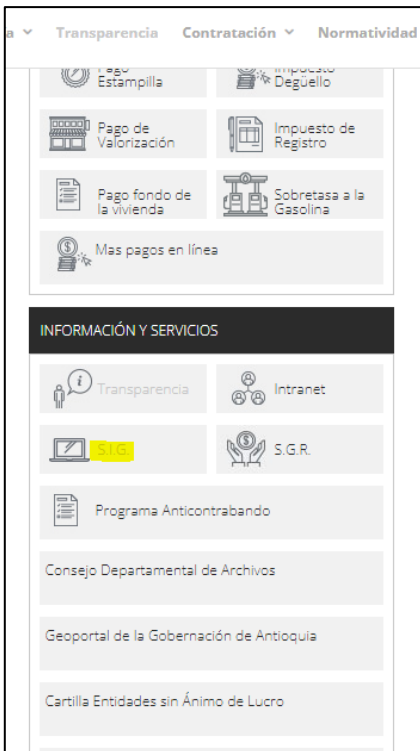 a Transparencia Contratación Normatividad
Pago
Estampilla
Impuesto
Degüello
Pago de
Valorización
Impuesto de
Registro
Pago fondo de
la vivienda
Sobretasa a la
Gasolina
Mas pagos en línea
INFORMACIÓN Y SERVICIOS
Transparencia
Intranet
S.I.G.
S.G.R.
Programa Anticontrabando
Consejo Departamental de Archivos
Geoportal de la Gobernación de Antioquia
Cartilla Entidades sin Ánimo de Lucro